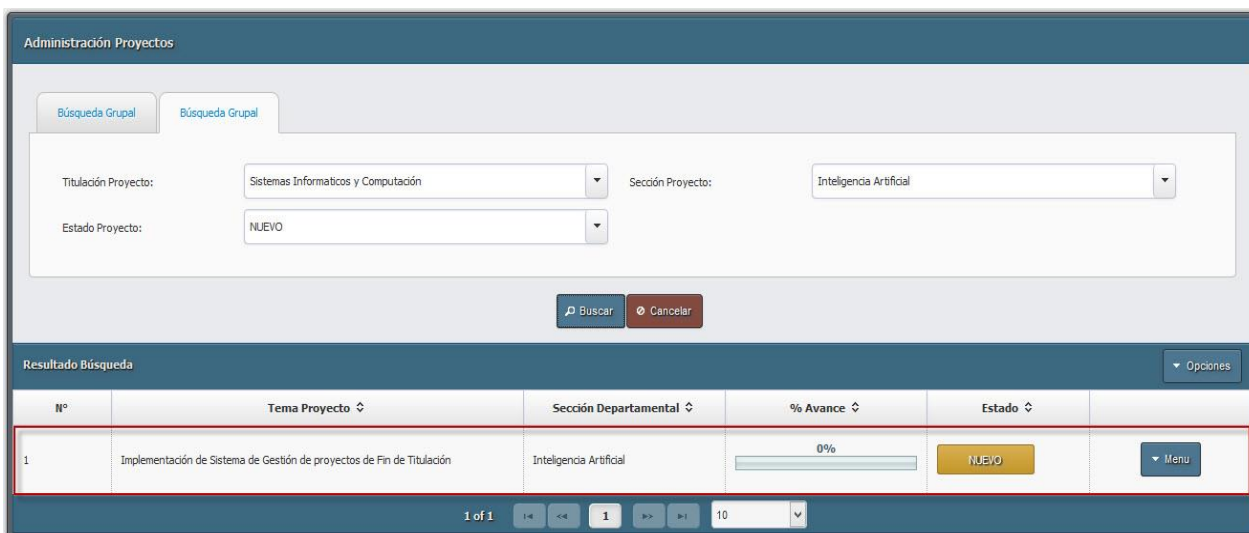 Administración Proyectos
Búsqueda Grupal Búsqueda Grupal
Titulación Proyecto: Sistemas Informaticos y Computación Sección Proyecto: Inteligencia Artificial
Estado Proyecto: NUEVO
Buscar Cancelar
Resultado Búsqueda Opciones
N° Tema Proyecto Sección Departamental % Avance Estado
1 Implementación de Sistema de Gestión de proyectos de Fin de Titulación Inteligencia Artificial 0% NUEVO Menu
1 of 1 1 10